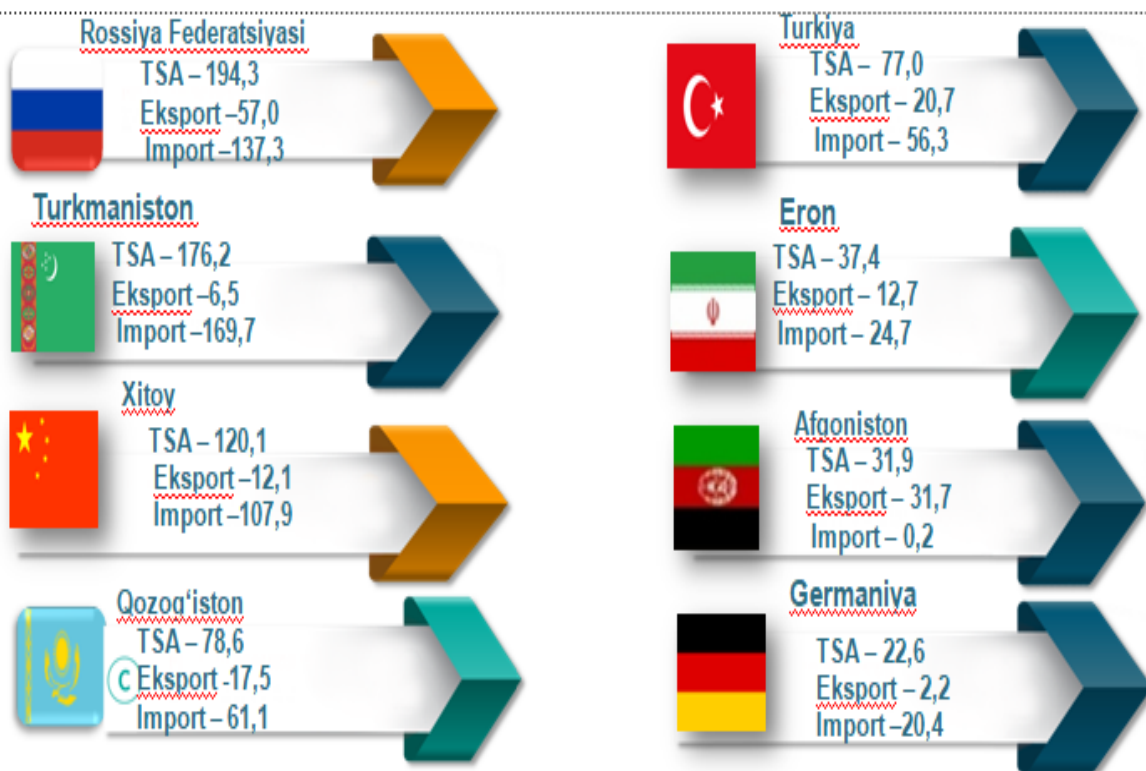 Rossiya Federatsiyasi
TSA – 194,3
Eksport –57,0
Import –137,3
Turkmaniston
TSA – 176,2
Eksport –6,5
Import –169,7
Xitoy
TSA – 120,1
Eksport –12,1
Import –107,9
Qozog‘iston
TSA – 78,6
C Eksport -17,5
Import – 61,1
Turkiya
TSA – 77,0
Eksport – 20,7
Import – 56,3
Eron
TSA – 37,4
Eksport – 12,7
Import – 24,7
Afgoniston
TSA – 31,9
Eksport – 31,7
Import – 0,2
Germaniya
TSA – 22,6
Eksport – 2,2
Import –20,4